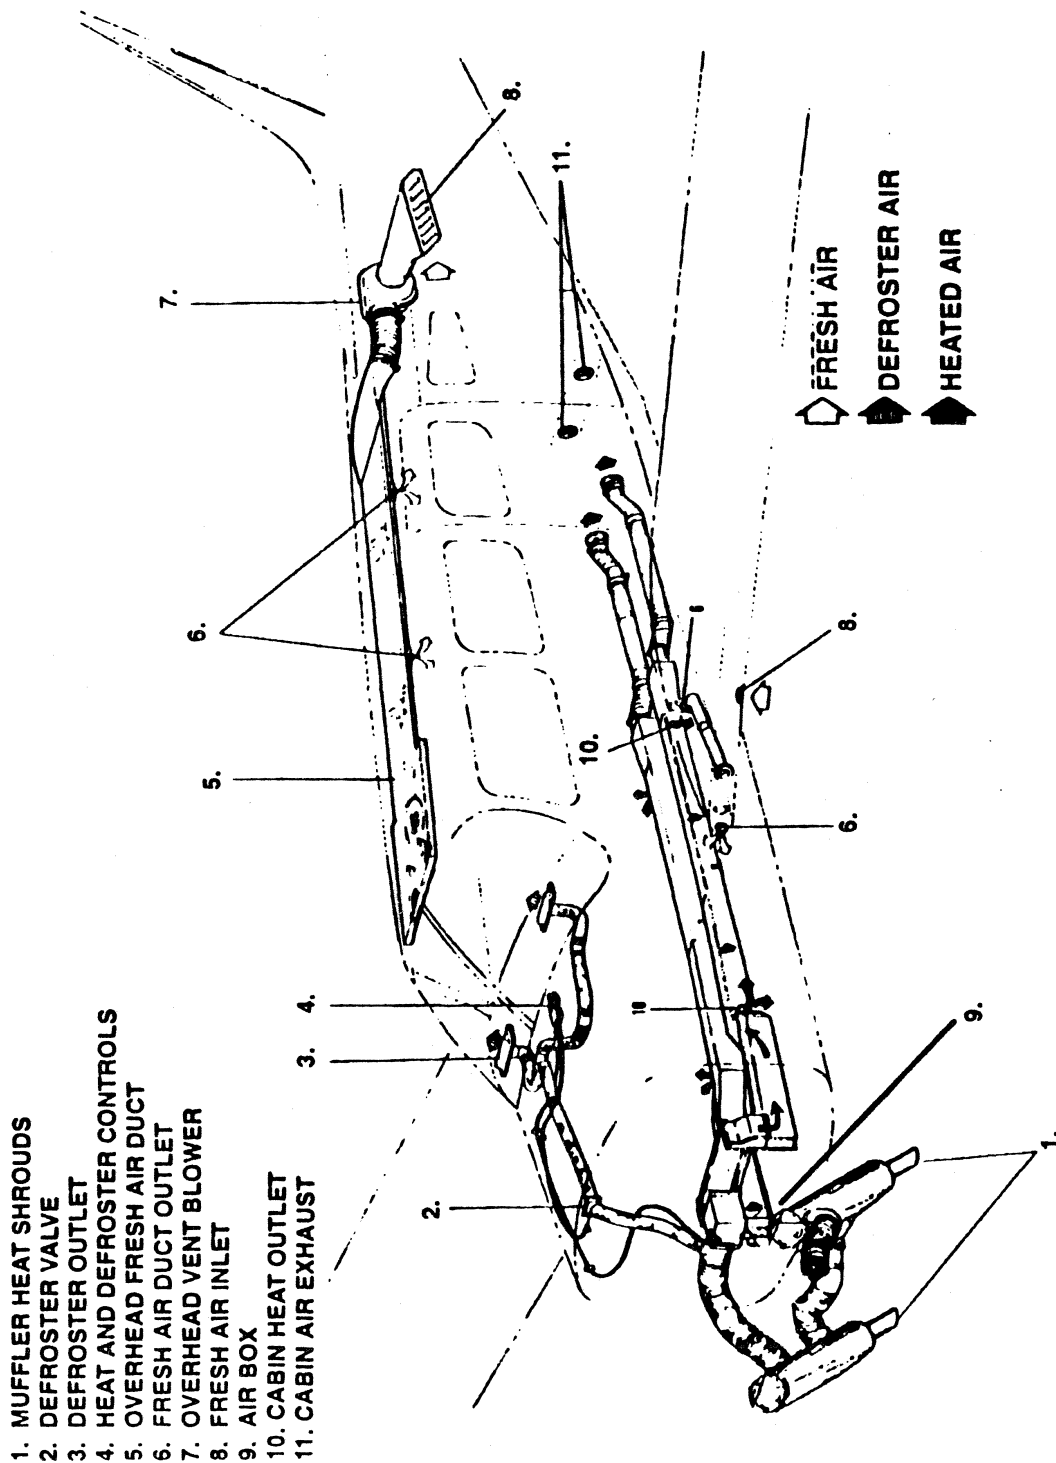 1. MUFFLER HEAT SHROUDS
2. DEFROSTER VALVE
3. DEFROSTER OUTLET
4. HEAT AND DEFROSTER CONTROLS
5. OVERHEAD FRESH AIR DUCT
6. FRESH AIR DUCT OUTLET
7. OVERHEAD VENT BLOWER
8. FRESH AIR INLET
9. AIR BOX
10. CABIN HEAT OUTLET
11. CABIN AIR EXHAUST
7.
6.
5.
4.
3.
2.
8.
11.
10.
10
6
8.
6.
9.
1.
FRESH AIR
DEFROSTER AIR
HEATED AIR